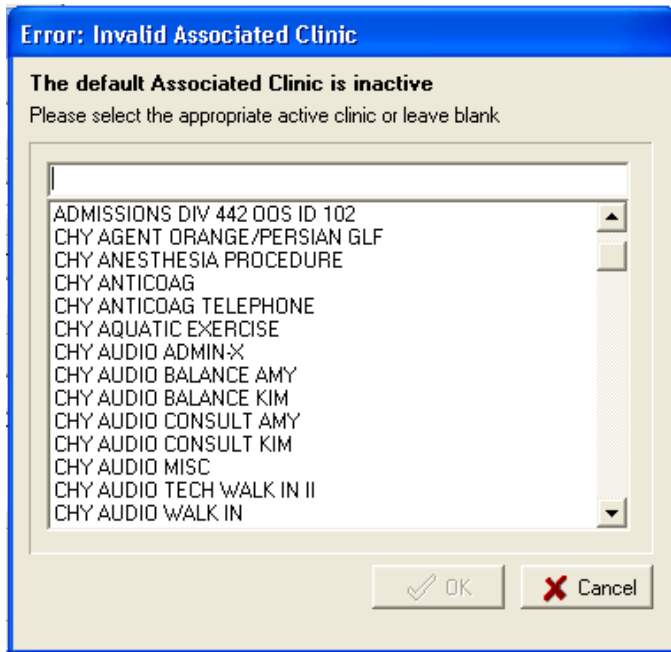 Error: Invalid Associated Clinic
The default Associated Clinic is inactive
Please select the appropriate active clinic or leave blank
ADMISSIONS DIV 442 OOS ID 102
CHY AGENT ORANGE/PERSIAN GLF
CHY ANESTHESIA PROCEDURE
CHY ANTICOAG
CHY ANTICOAG TELEPHONE
CHY AQUATIC EXERCISE
CHY AUDIO ADMIN-X
CHY AUDIO BALANCE AMY
CHY AUDIO BALANCE KIM
CHY AUDIO CONSULT AMY
CHY AUDIO CONSULT KIM
CHY AUDIO MISC
CHY AUDIO TECH WALK IN II
CHY AUDIO WALK IN
OK Cancel